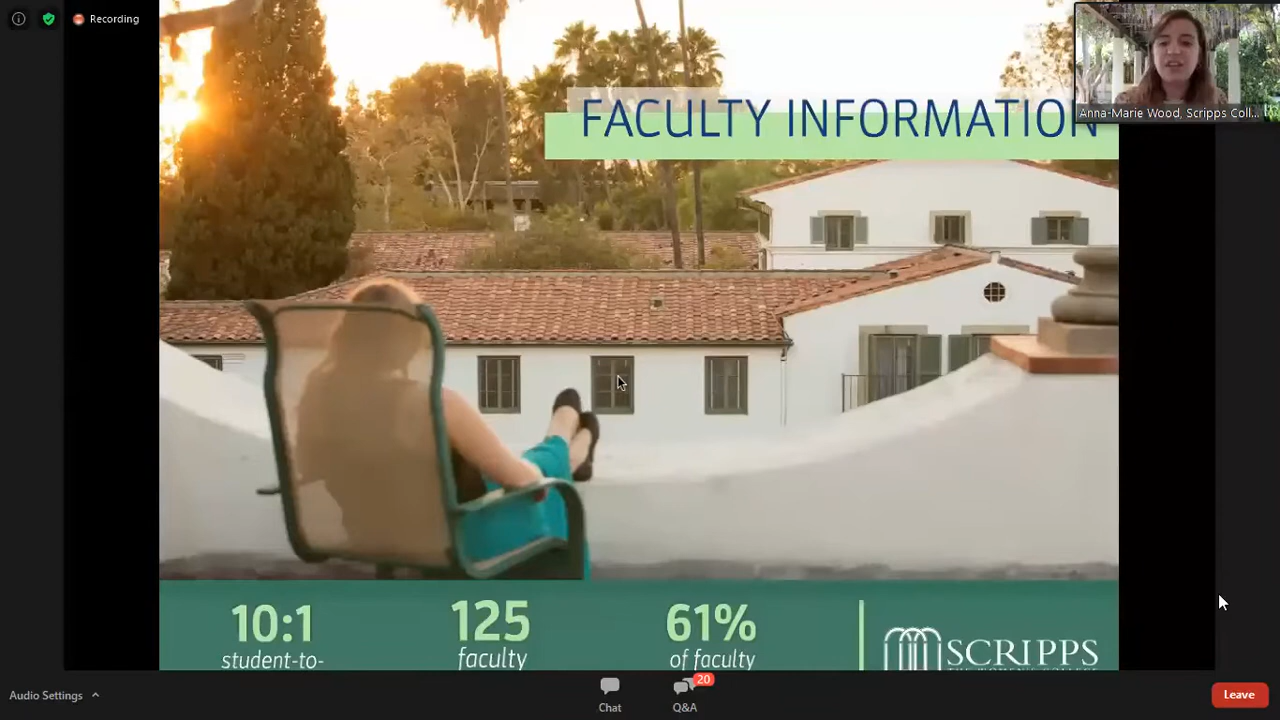 Recording
FACULTY INFORMATION
Anna-Marie Wood, Scripps Coll...
10:1
student-to-
125
faculty
61%
of faculty
SCRIPPS
Audio Settings
Chat
20
Q&A
Leave